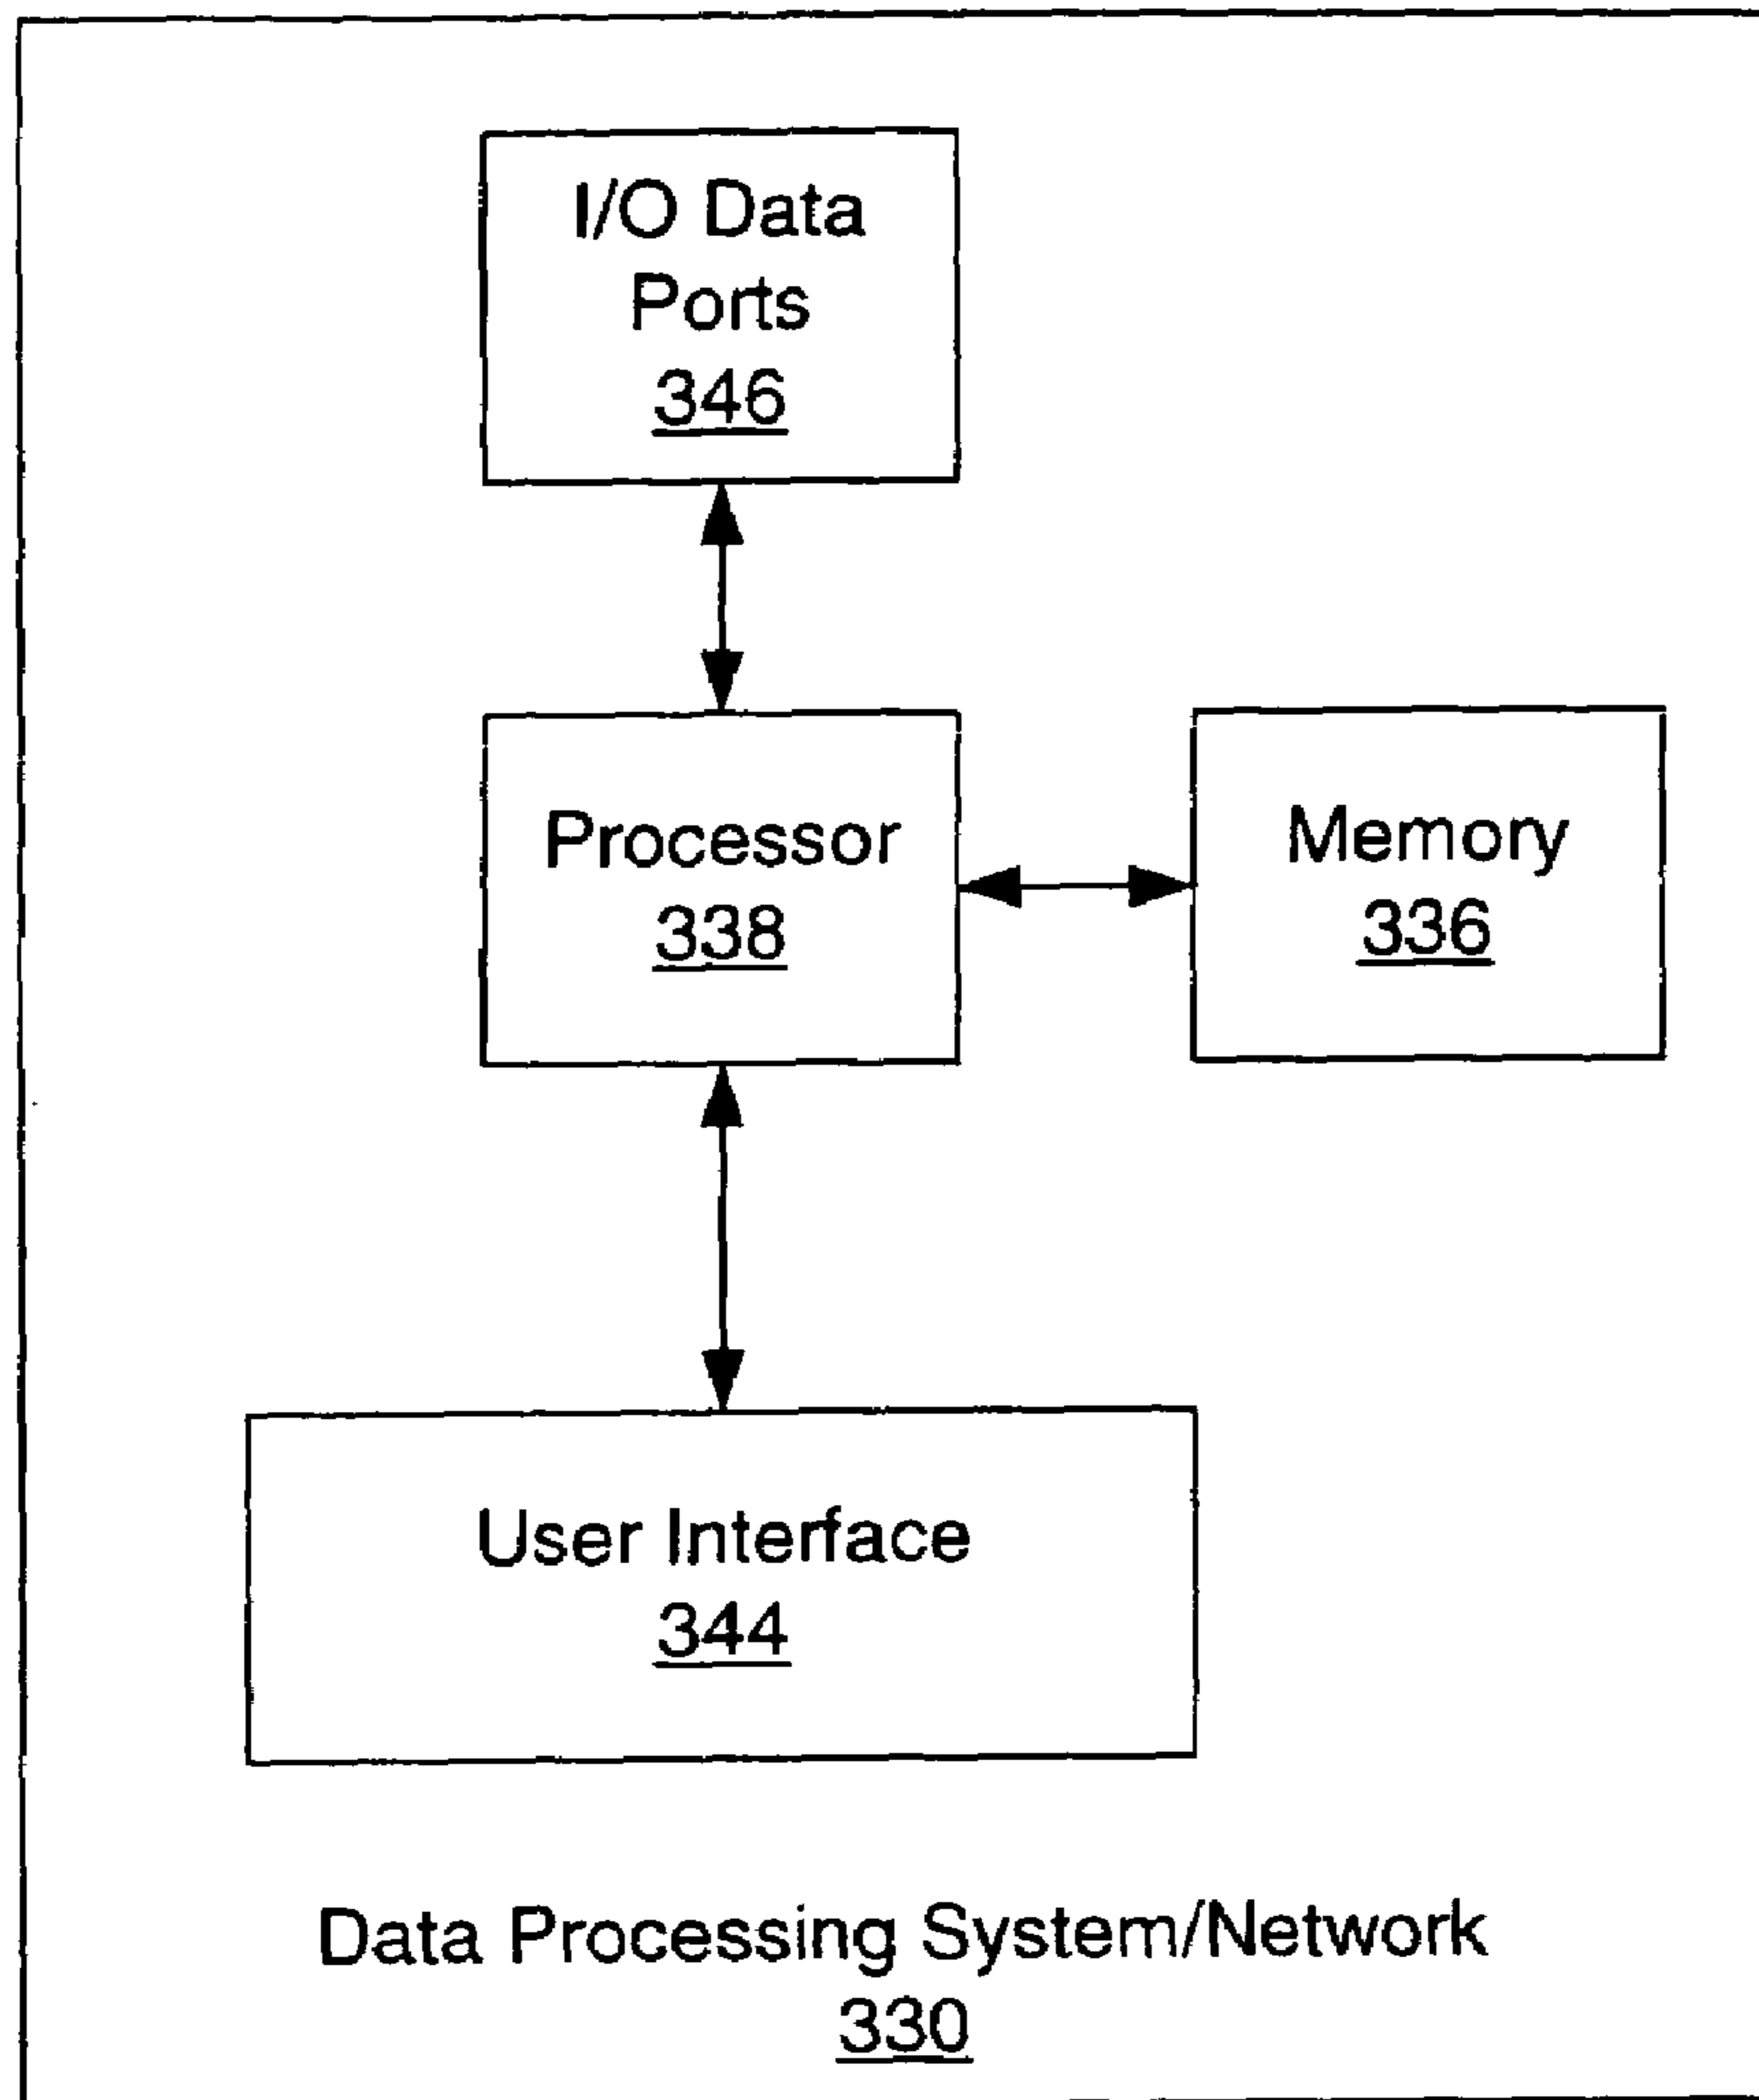 I/O Data
Ports
346
Processor
338
Memory
336
User Interface
344
Data Processing System/Network
330